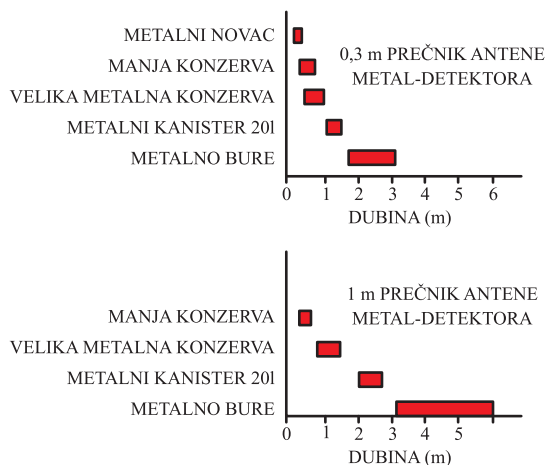 METALNI NOVAC
0,3 m PREČNIK ANTENE
MANJA KONZERVA
METAL-DETEKTORA
VELIKA METALNA KONZERVA
METALNI KANISTER 20l
METALNO BURE
0 1 2 3 4 5 6
DUBINA (m)
1 m PREČNIK ANTENE
MANJA KONZERVA
METAL-DETEKTORA
VELIKA METALNA KONZERVA
METALNI KANISTER 20l
METALNO BURE
0 1 2 3 4 5
DUBINA (m)